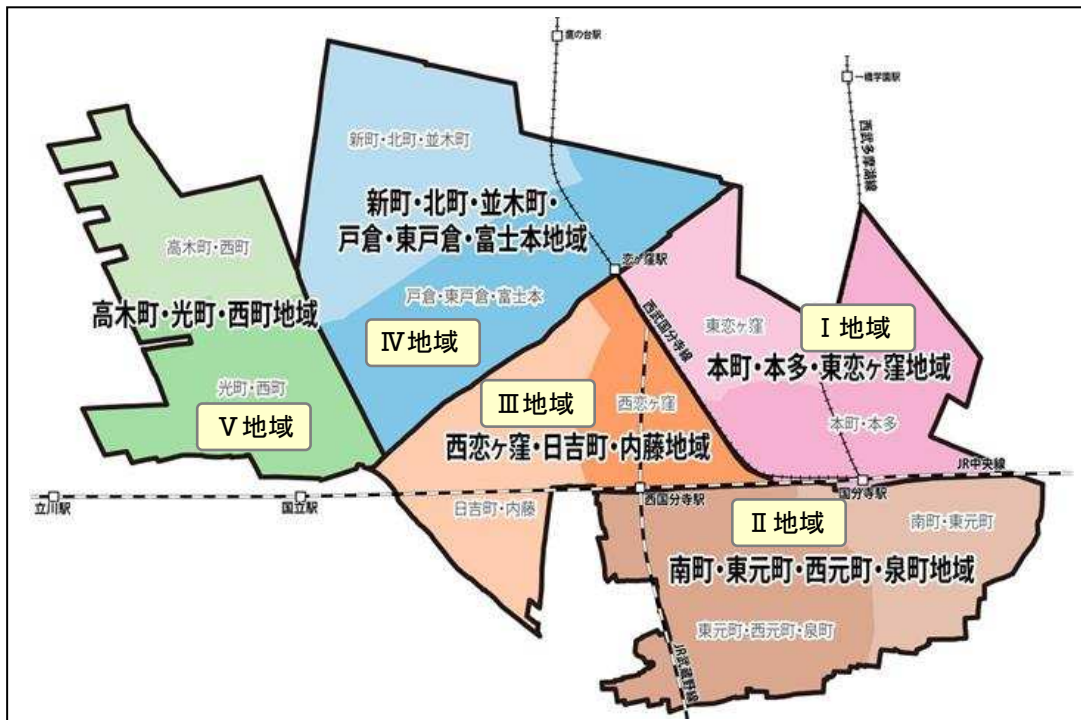 鷹の台駅
一橋学園駅
西武多摩湖線
新町・北町・並木町
新町・北町・並木町・
戸倉・東戸倉・富士本地域
高木町・西町
恋ヶ窪駅
戸倉・東戸倉・富士本
高木町・光町・西町地域
Ⅳ地域
西武国分寺線
東恋ヶ窪
Ⅰ地域
本町・本多・東恋ヶ窪地域
光町・西町
Ⅴ地域
Ⅲ地域
西恋ヶ窪
西恋ヶ窪・日吉町・内藤地域
本町・本多
JR中央線
立川駅
国立駅
日吉町・内藤
西国分寺駅
国分寺駅
Ⅱ地域
南町・東元町
南町・東元町・西元町・泉町地域
東元町・西元町・泉町
JR武蔵野線